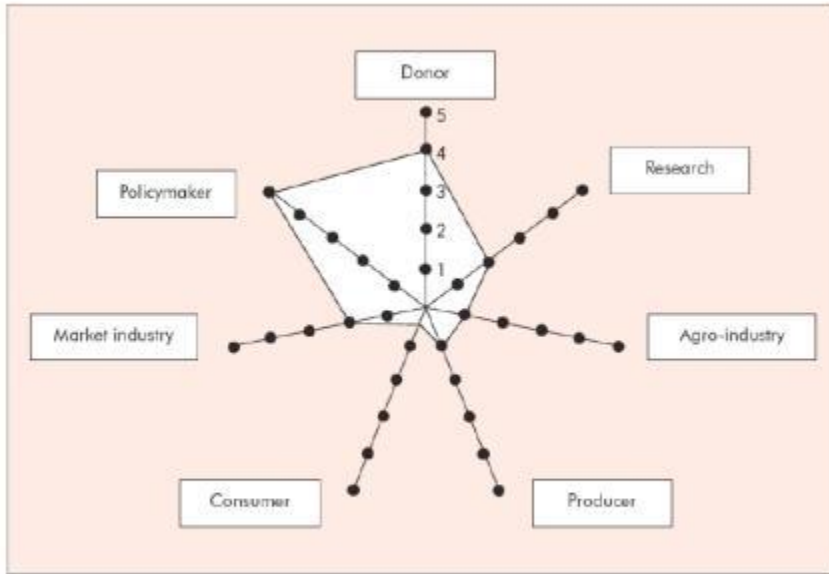 Donor
5
4
Research
3
Policymaker
2
1
Market industry
Agro-industry
Consumer
Producer